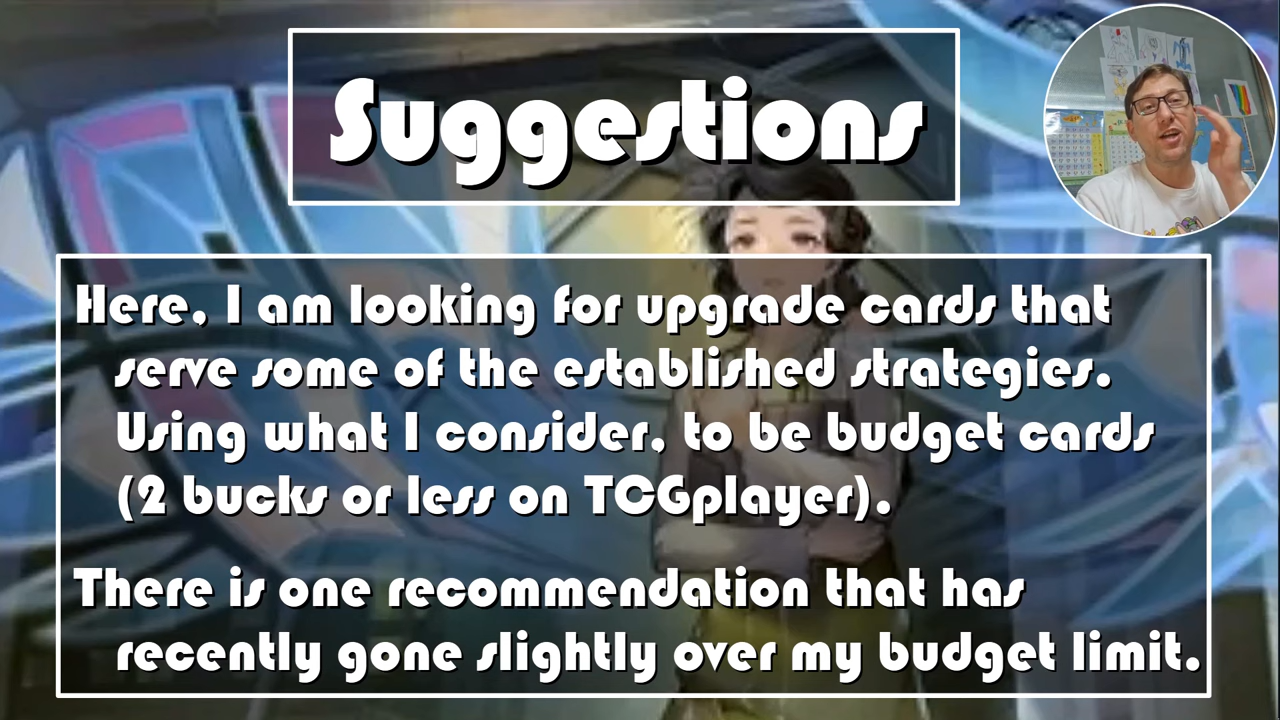 Suggestions
Here, I am looking for upgrade cards that
serve some of the established strategies.
Using what I consider, to be budget cards
(2 bucks or less on TCGplayer).
There is one recommendation that has
recently gone slightly over my budget limit.